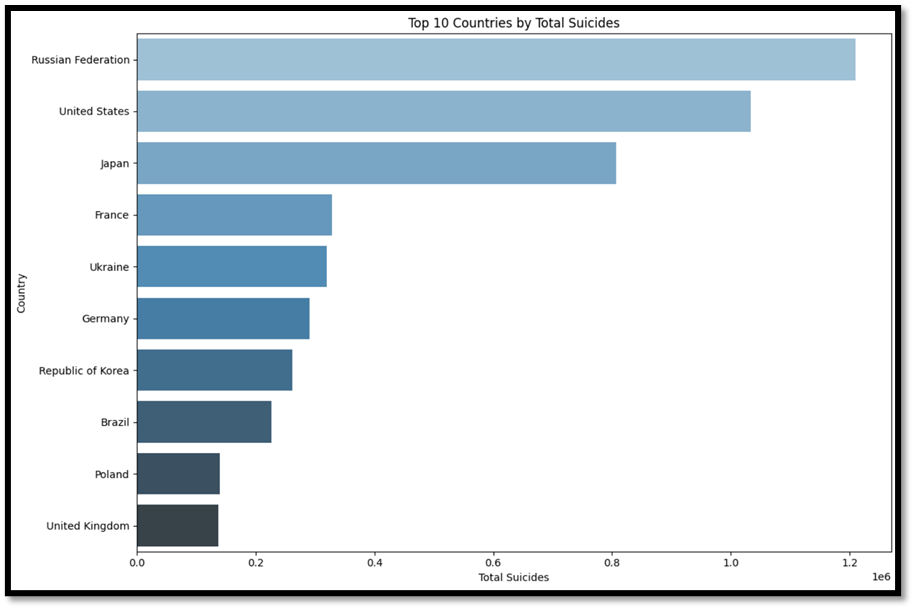 Top 10 Countries by Total Suicides
Russian Federation
United States
Japan
France
Ukraine
Germany
Republic of Korea
Brazil
Poland
United Kingdom
Country
0.0 0.2 0.4 0.6 0.8 1.0 1.2
1e6
Total Suicides